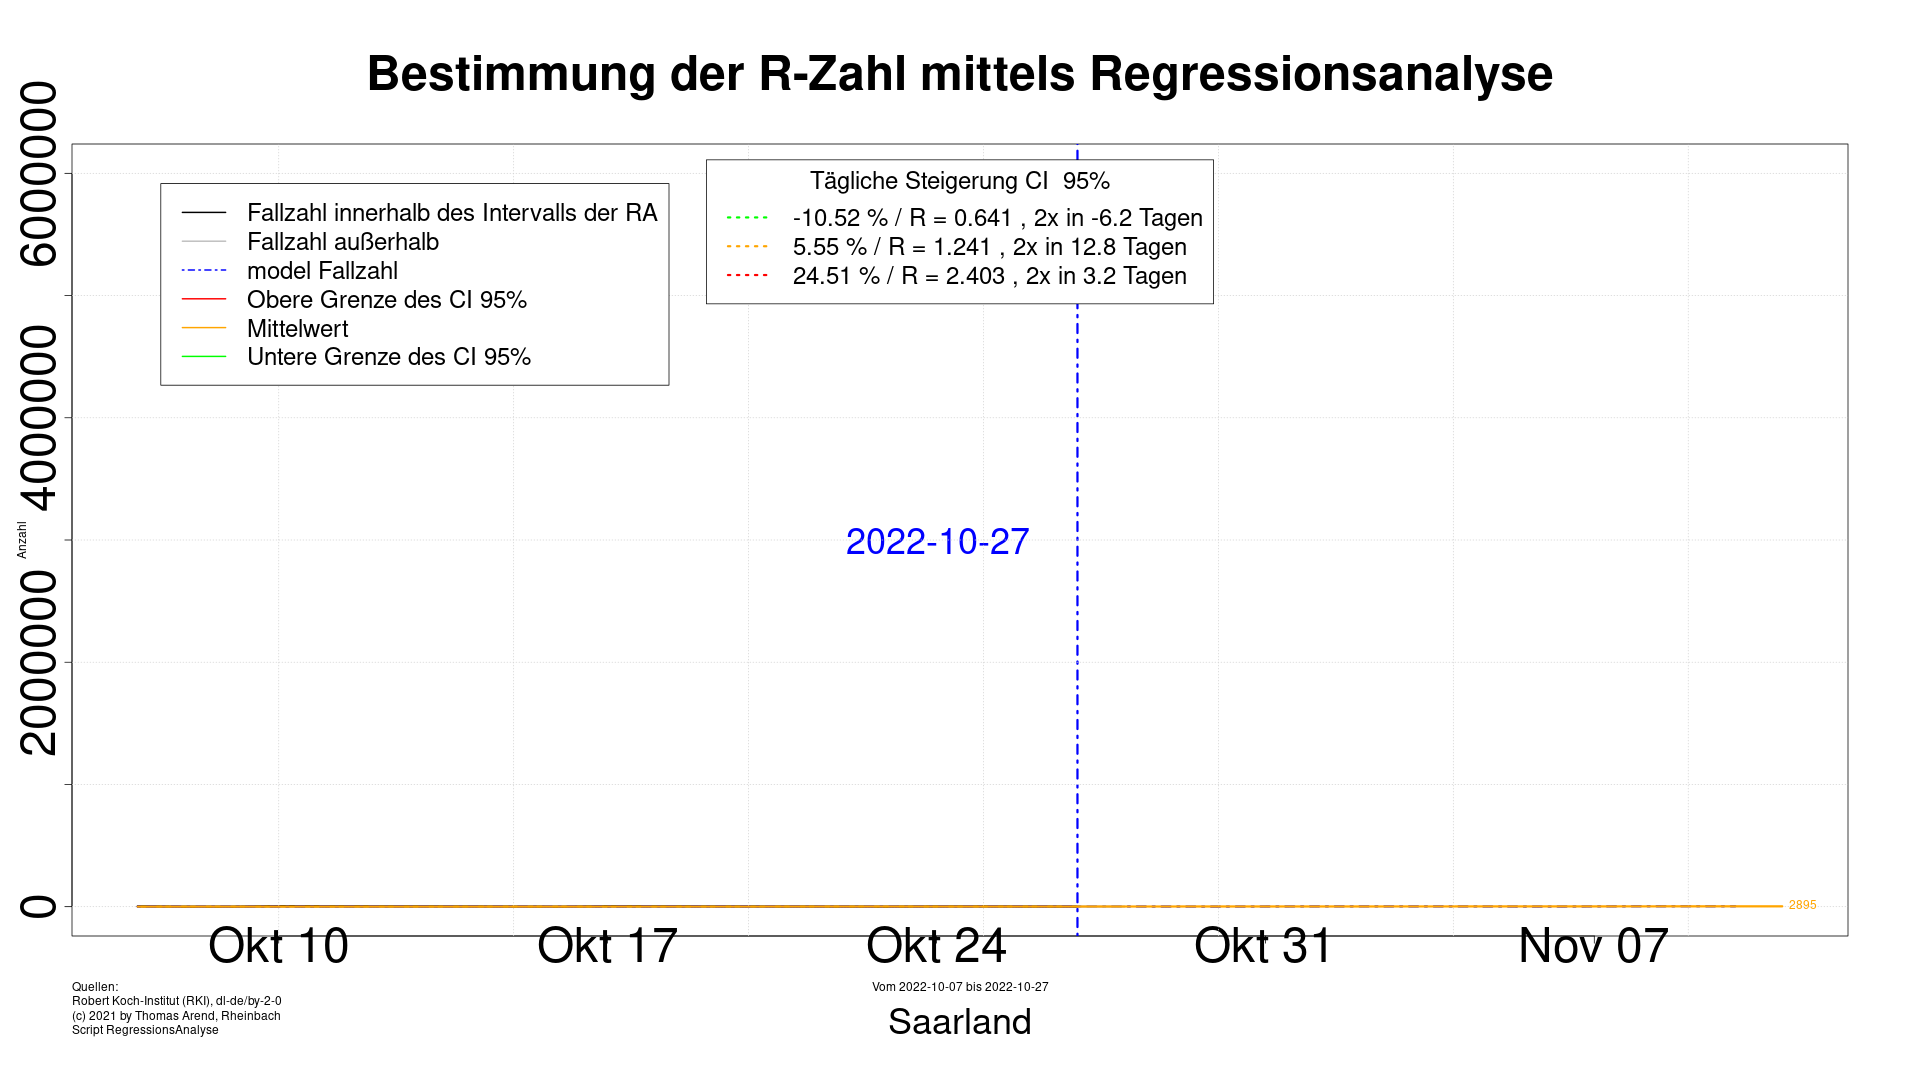 Bestimmung der R-Zahl mittels Regressionsanalyse
Anzahl
6000000
4000000
2000000
0
Fallzahl innerhalb des Intervalls der RA
Fallzahl außerhalb
model Fallzahl
Obere Grenze des CI 95%
Mittelwert
Untere Grenze des CI 95%
Tägliche Steigerung CI  95%
-10.52 % / R = 0.641 , 2x in -6.2 Tagen
5.55 % / R = 1.241 , 2x in 12.8 Tagen
24.51 % / R = 2.403 , 2x in 3.2 Tagen
2022-10-27
2895
Okt 10
Okt 17
Okt 24
Okt 31
Nov 07
Quellen:
Robert Koch-Institut (RKI), dl-de/by-2-0
(c) 2021 by Thomas Arend, Rheinbach
Script RegressionsAnalyse
Vom 2022-10-07 bis 2022-10-27
Saarland